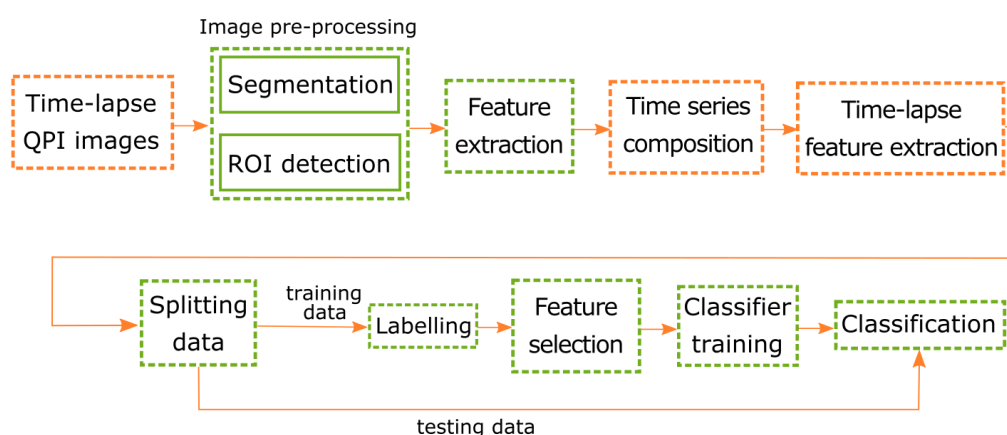 Image pre-processing
Time-lapse
QPI images
Segmentation
ROI detection
Feature
extraction
Time series
composition
Time-lapse
feature extraction
Splitting
data
training
data
Labelling
Feature
selection
Classifier
training
Classification
testing data